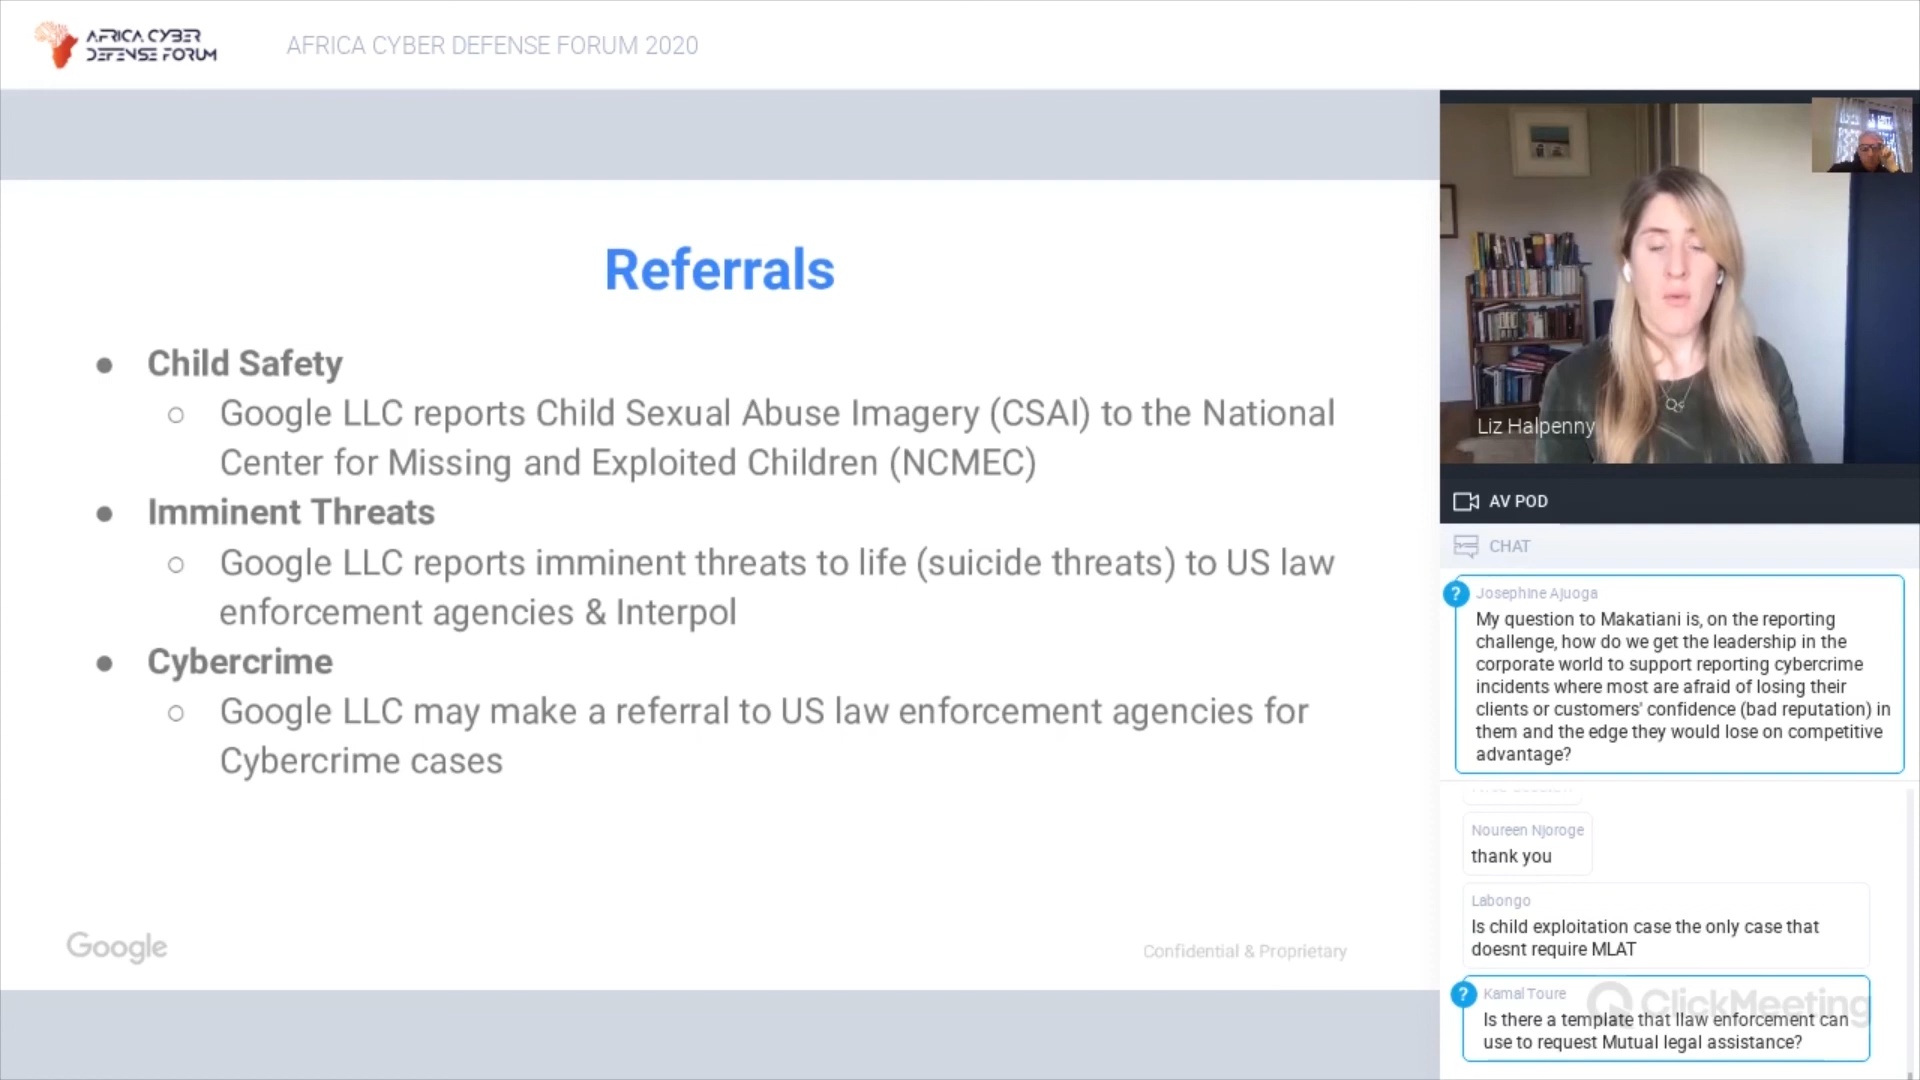 AFRICA CYBER
DEFENSE FORUM
AFRICA CYBER DEFENSE FORUM 2020
Referrals
● Child Safety
○ Google LLC reports Child Sexual Abuse Imagery (CSAI) to the National
Center for Missing and Exploited Children (NCMEC)
● Imminent Threats
○ Google LLC reports imminent threats to life (suicide threats) to US law
enforcement agencies & Interpol
● Cybercrime
○ Google LLC may make a referral to US law enforcement agencies for
Cybercrime cases
Google
Confidential & Proprietary
Liz Halpenny
AV POD
CHAT
? Josephine Ajuoga
My question to Makatiani is, on the reporting
challenge, how do we get the leadership in the
corporate world to support reporting cybercrime
incidents where most are afraid of losing their
clients or customers' confidence (bad reputation) in
them and the edge they would lose on competitive
advantage?
Noureen Njoroge
thank you
Labongo
Is child exploitation case the only case that
doesnt require MLAT
? Kamal Toure
ClickMeeting
Is there a template that llaw enforcement can
use to request Mutual legal assistance?